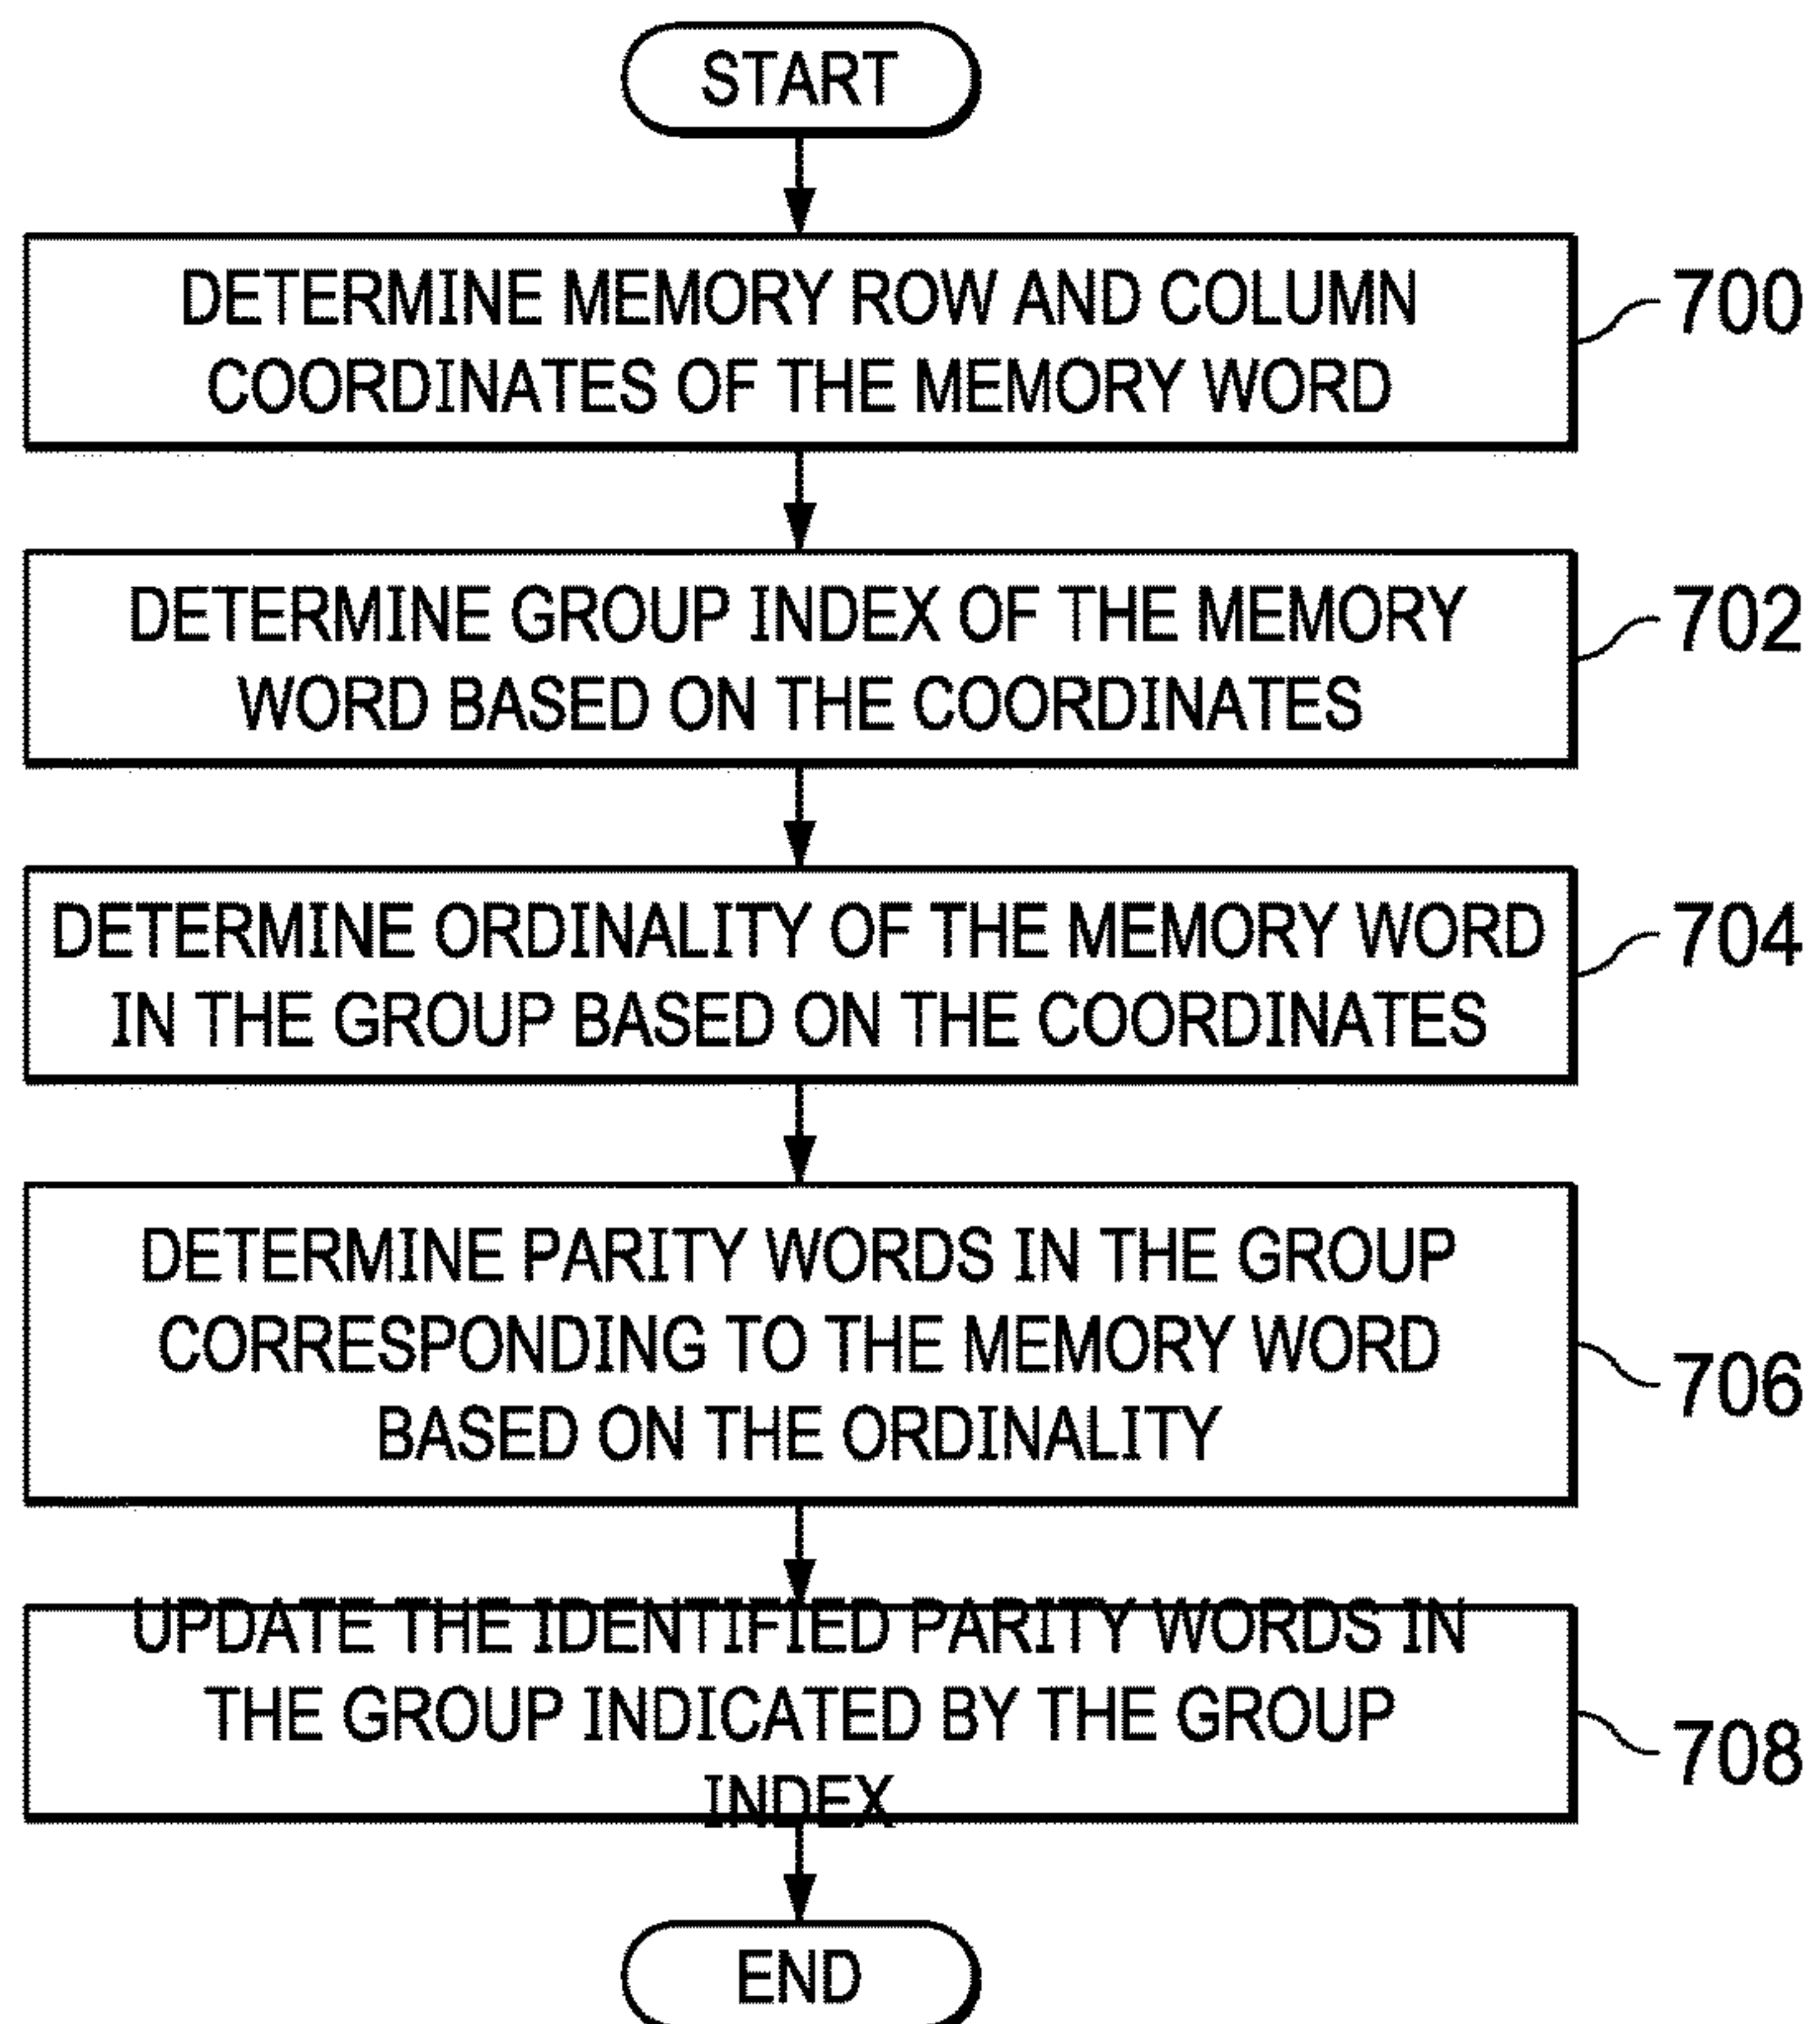 START
DETERMINE MEMORY ROW AND COLUMN
COORDINATES OF THE MEMORY WORD
700
DETERMINE GROUP INDEX OF THE MEMORY
WORD BASED ON THE COORDINATES
702
DETERMINE ORDINALITY OF THE MEMORY WORD
IN THE GROUP BASED ON THE COORDINATES
704
DETERMINE PARITY WORDS IN THE GROUP
CORRESPONDING TO THE MEMORY WORD
BASED ON THE ORDINALITY
706
UPDATE THE IDENTIFIED PARITY WORDS IN
THE GROUP INDICATED BY THE GROUP
INDEX
708
END